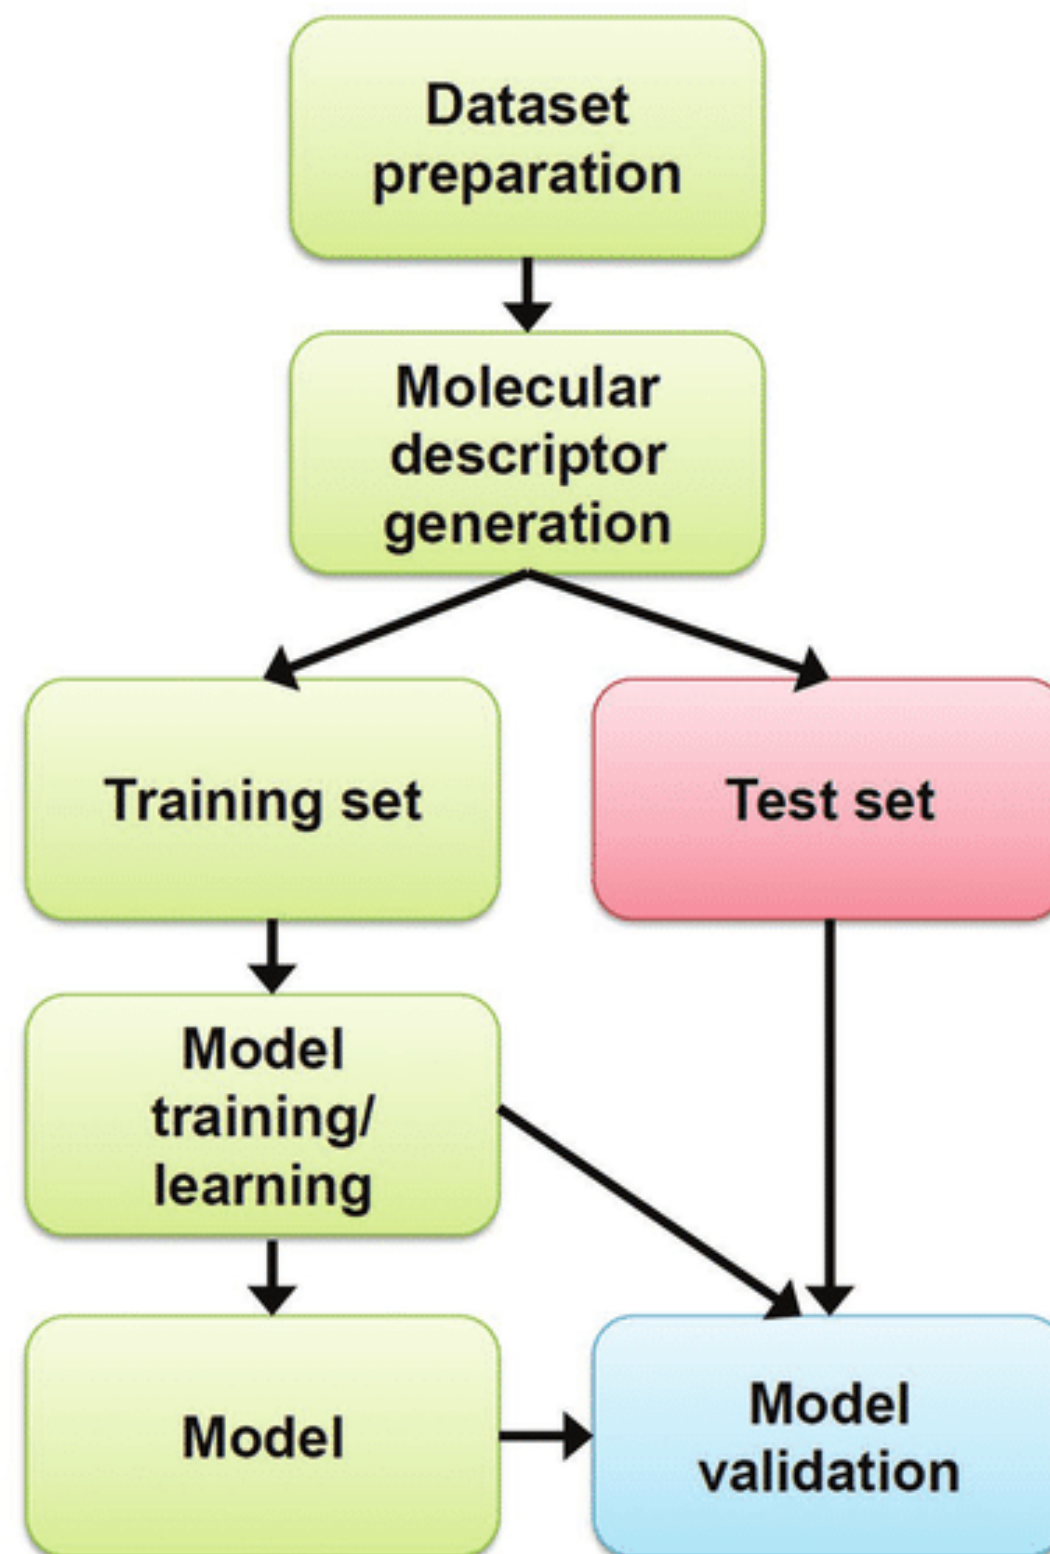 Dataset
preparation
Molecular
descriptor
generation
Training set
Test set
Model
training/
learning
Model
Model
validation